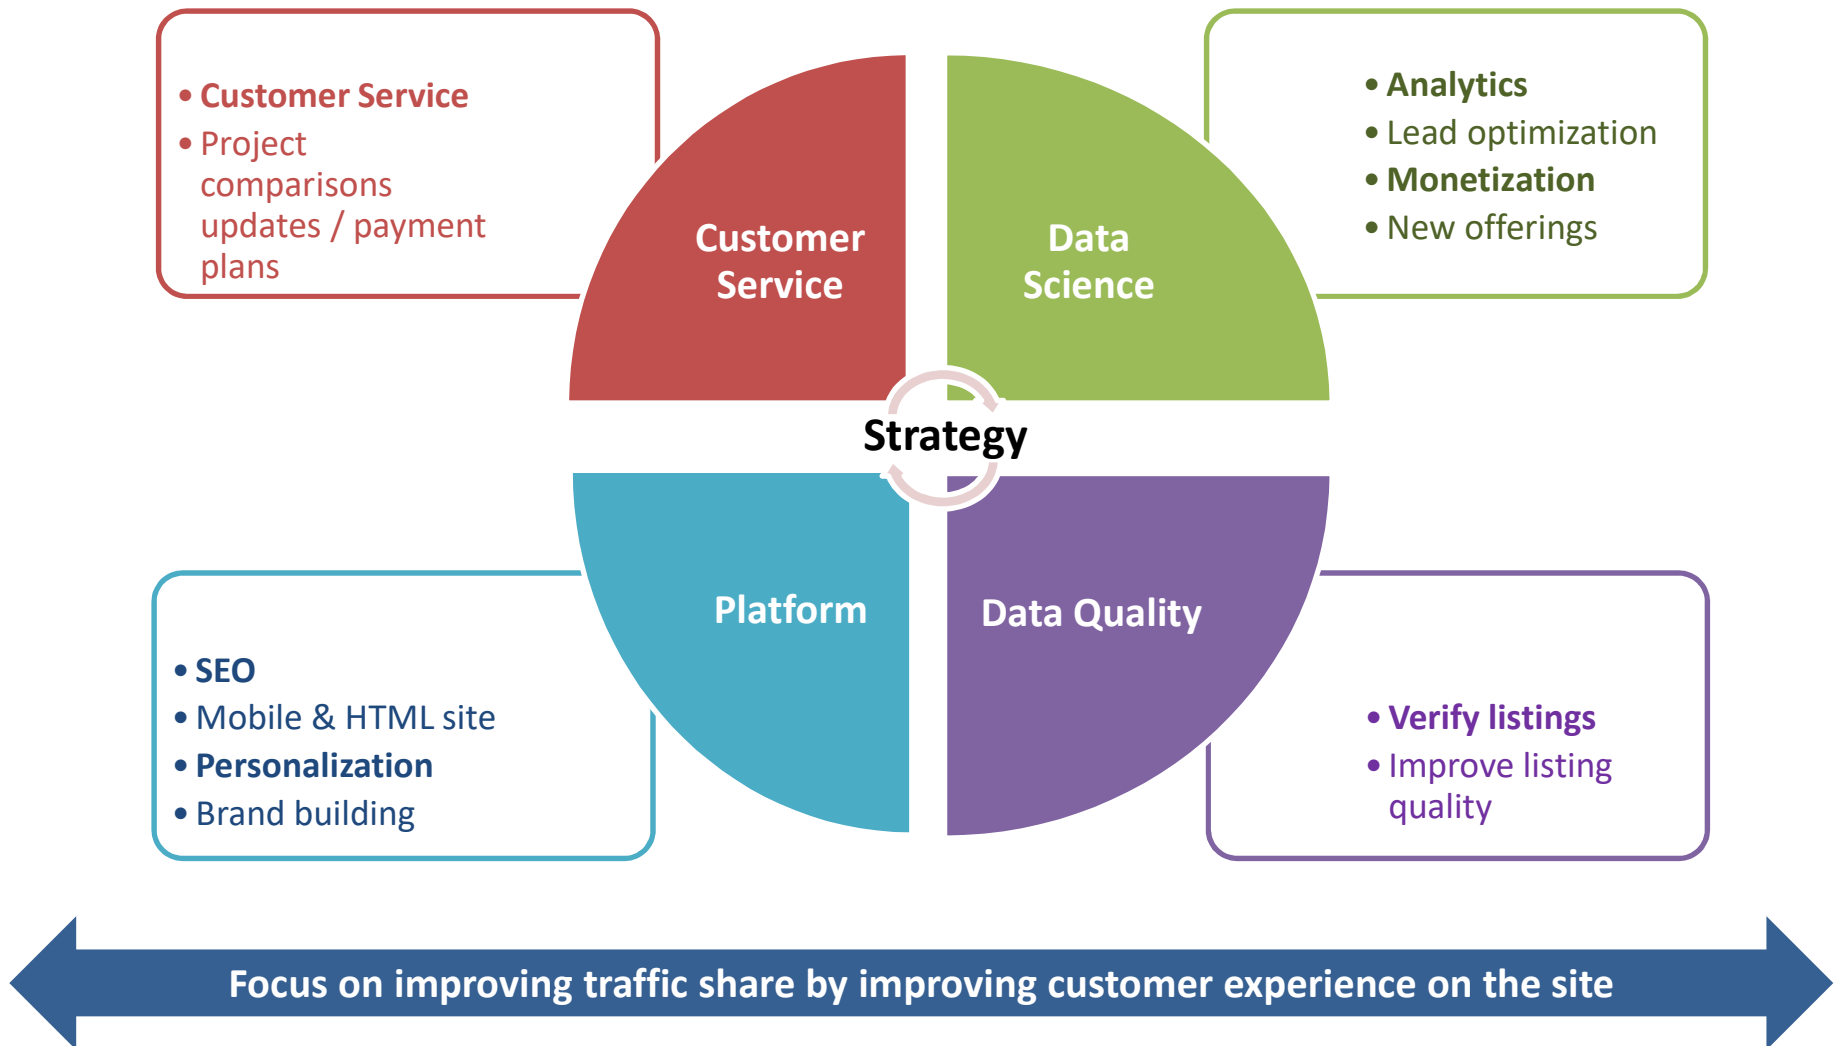 • Customer Service
• Project
comparisons
updates / payment
plans
Customer
Service
Data
Science
• Analytics
• Lead optimization
• Monetization
• New offerings
Strategy
• SEO
• Mobile & HTML site
• Personalization
• Brand building
Platform
Data Quality
• Verify listings
• Improve listing
quality
Focus on improving traffic share by improving customer experience on the site